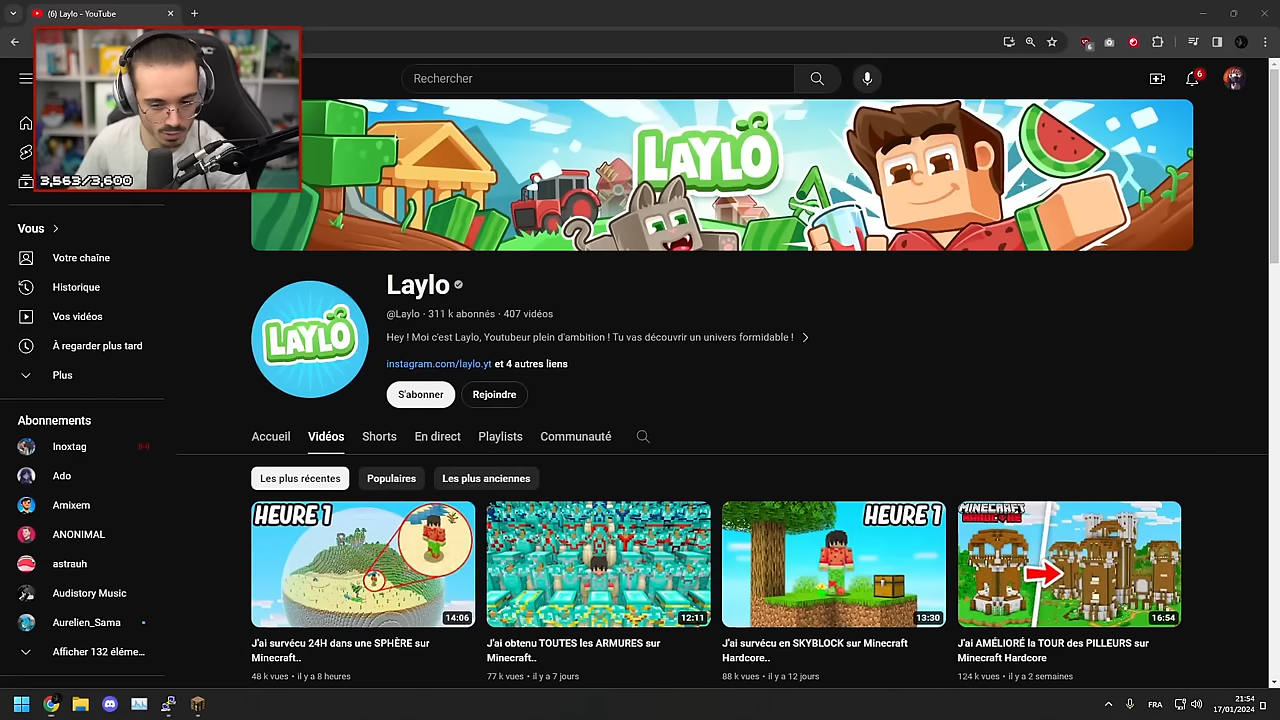 (6) Laylo - YouTube
3,563/3,600
Rechercher
6
LAYLO
Vous
Votre chaîne
Historique
Vos vidéos
À regarder plus tard
Plus
Abonnements
Inoxtag
Ado
Amixem
ANONIMAL
astrauh
Audistory Music
Aurelien_Sama
Afficher 132 éléme...
LAYLO
Laylo
@Laylo · 311 k abonnés · 407 vidéos
Hey ! Moi c'est Laylo, Youtubeur plein d'ambition ! Tu vas découvrir un univers formidable !
instagram.com/laylo.yt et 4 autres liens
S'abonner Rejoindre
Accueil Vidéos Shorts En direct Playlists Communauté
Les plus récentes Populaires Les plus anciennes
HEURE 1
14:06
12:11
HEURE 1
13:30
MINECRAFT
16:54
J'ai survécu 24H dans une SPHÈRE sur
Minecraft..
48 k vues • il y a 8 heures
J'ai obtenu TOUTES les ARMURES sur
Minecraft..
77 k vues • il y a 7 jours
J'ai survécu en SKYBLOCK sur Minecraft
Hardcore..
88 k vues • il y a 12 jours
J'ai AMÉLIORÉ la TOUR des PILLEURS sur
Minecraft Hardcore
124 k vues • il y a 2 semaines
FRA
21:54
17/01/2024